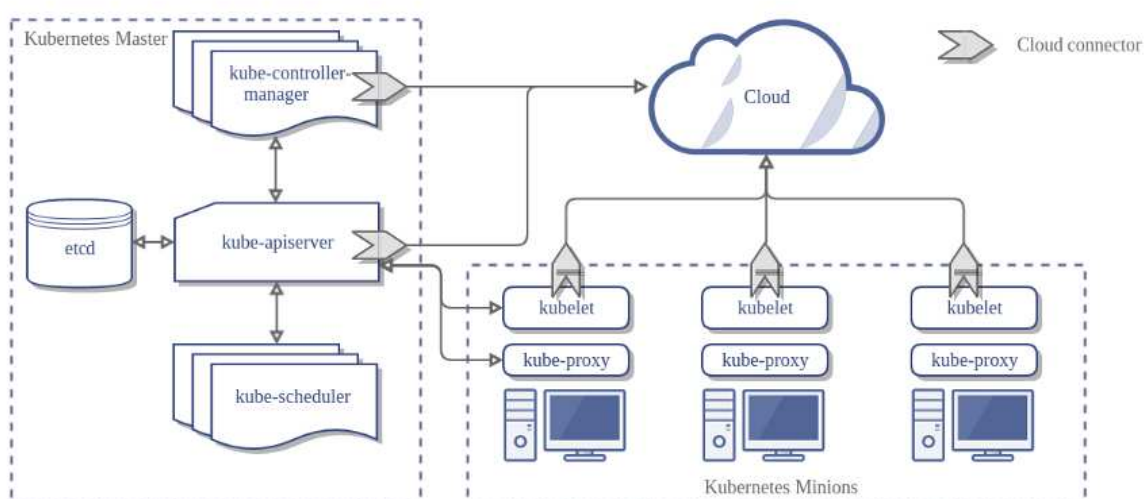 Kubernetes Master
kube-controller-
manager
Cloud
Cloud connector
etcd
kube-apiserver
kubelet
kubelet
kubelet
kube-proxy
kube-proxy
kube-proxy
kube-scheduler
Kubernetes Minions